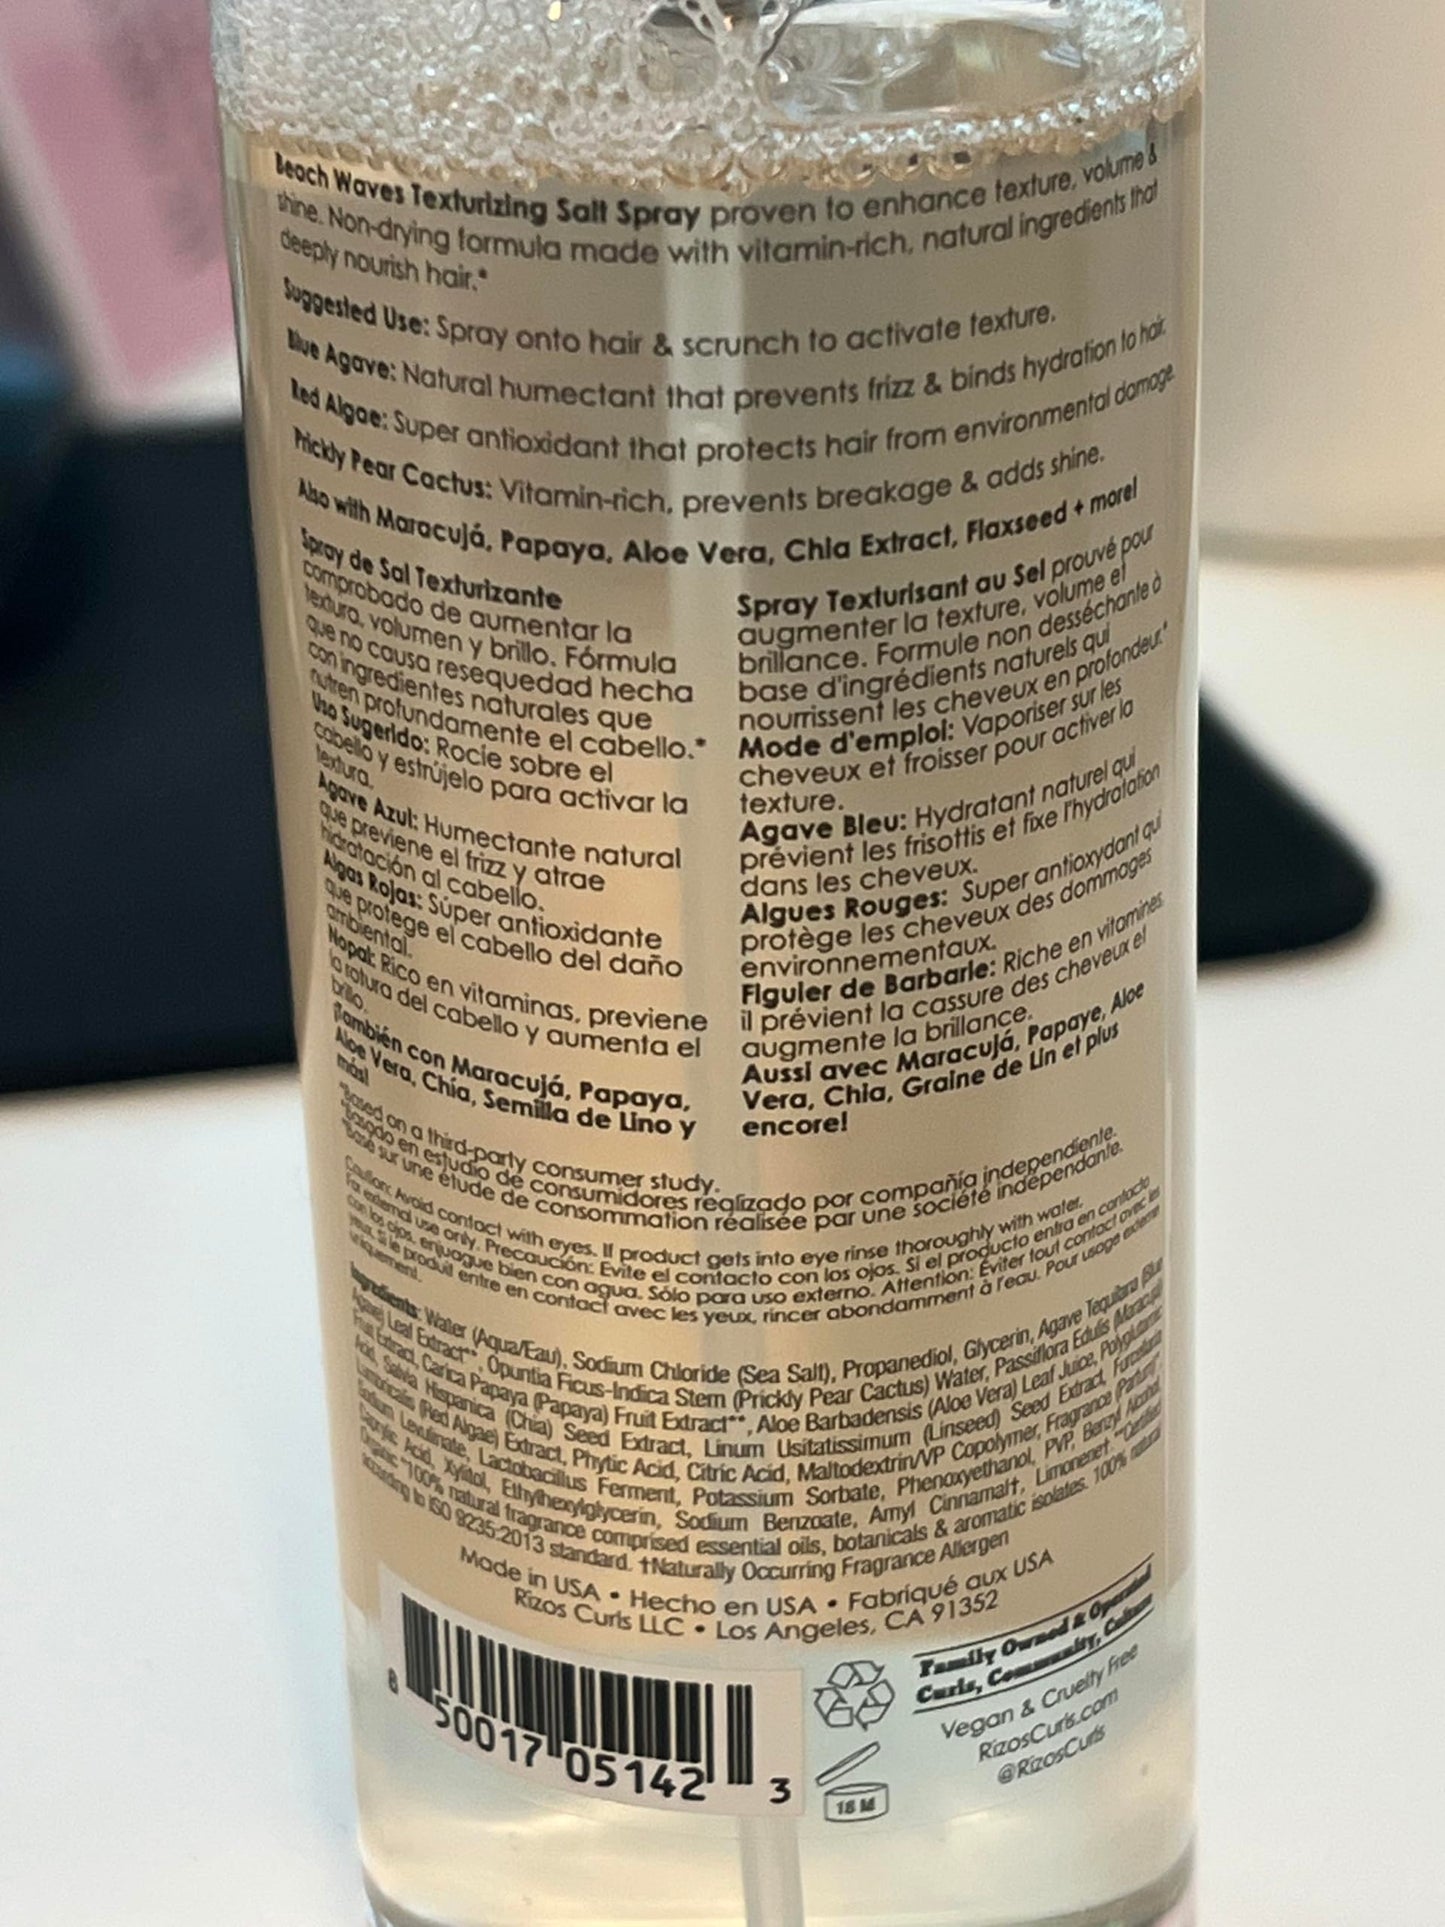 Beach Waves Texturizing Salt Spray proven to enhance texture, volume &
shine. Non-drying formula made with vitamin-rich, natural ingredients that
deeply nourish hair.*
Suggested Use: Spray onto hair & scrunch to activate texture.
Blue Agave: Natural humectant that prevents frizz & binds hydration to hair.
Red Algae: Super antioxidant that protects hair from environmental damage.
Prickly Pear Cactus: Vitamin-rich, prevents breakage & adds shine.
Also with Maracujá, Papaya, Aloe Vera, Chia Extract, Flaxseed + more!
Spray de Sal Texturizante
comprobado de aumentar la
textura, volumen y brillo. Fórmula
que no causa resequedad hecha
con ingredientes naturales que
nutren profundamente el cabello.*
Uso Sugerido: Rocíe sobre el
cabello y estrújelo para activar la
textura.
Agave Azul: Humectante natural
que previene el frizz y atrae
hidratación al cabello.
Algas Rojas: Súper antioxidante
que protege el cabello del daño
ambiental.
Nopal: Rico en vitaminas, previene
la rotura del cabello y aumenta el
brillo.
¡También con Maracujá, Papaya,
Aloe Vera, Chía, Semilla de Lino y
más!
Spray Texturisant au Sel prouvé pour
augmenter la texture, volume et
brillance. Formule non desséchante à
base d'ingrédients naturels qui
nourrissent les cheveux en profondeur.*
Mode d'emploi: Vaporiser sur les
cheveux et froisser pour activer la
texture.
Agave Bleu: Hydratant naturel qui
prévient les frisottis et fixe l'hydratation
dans les cheveux.
Algues Rouges: Super antioxydant qui
protège les cheveux des dommages
environnementaux.
Figuier de Barbarie: Riche en vitamines,
il prévient la cassure des cheveux et
augmente la brillance.
Aussi avec Maracujá, Papaye, Aloe
Vera, Chia, Graine de Lin et plus
encore!
*Based on a third-party consumer study.
*Basado en estudio de consumidores realizado por compañía independiente.
*Basé sur une étude de consommation réalisée par une société indépendante.
Caution: Avoid contact with eyes. If product gets into eye rinse thoroughly with water.
For external use only. Precaución: Evite el contacto con los ojos. Si el producto entra en contacto
con los ojos, enjuague bien con agua. Sólo para uso externo. Attention: Éviter tout contact avec les
yeux. Si le produit entre en contact avec les yeux, rincer abondamment à l'eau. Pour usage externe
uniquement.
Ingredients: Water (Aqua/Eau), Sodium Chloride (Sea Salt), Propanediol, Glycerin, Agave Tequilana (Blue
Agave) Leaf Extract**, Opuntia Ficus-Indica Stem (Prickly Pear Cactus) Water, Passiflora Edulis (Maracuja)
Fruit Extract, Carica Papaya (Papaya) Fruit Extract**, Aloe Barbadensis (Aloe Vera) Leaf Juice, Polyglutamic
Acid, Salvia Hispanica (Chia) Seed Extract, Linum Usitatissimum (Linseed) Seed Extract, Furcellaria
Lumbricalis (Red Algae) Extract, Phytic Acid, Citric Acid, Maltodextrin/VP Copolymer, Fragrance (Parfum)°,
Sodium Levulinate, Lactobacillus Ferment, Potassium Sorbate, Phenoxyethanol, PVP, Benzyl Alcohol,
Caprylic Acid, Xylitol, Ethylhexylglycerin, Sodium Benzoate, Amyl Cinnamal†, Limonene†. **Certified
Organic °100% natural fragrance comprised essential oils, botanicals & aromatic isolates. 100% natural
according to ISO 9235:2013 standard. †Naturally Occurring Fragrance Allergen
Made in USA • Hecho en USA • Fabriqué aux USA
Rizos Curls LLC • Los Angeles, CA 91352
8 50017 05142 3
18 M
Family Owned & Operated
Curls, Community, Culture
Vegan & Cruelty Free
RizosCurls.com
@RizosCurls